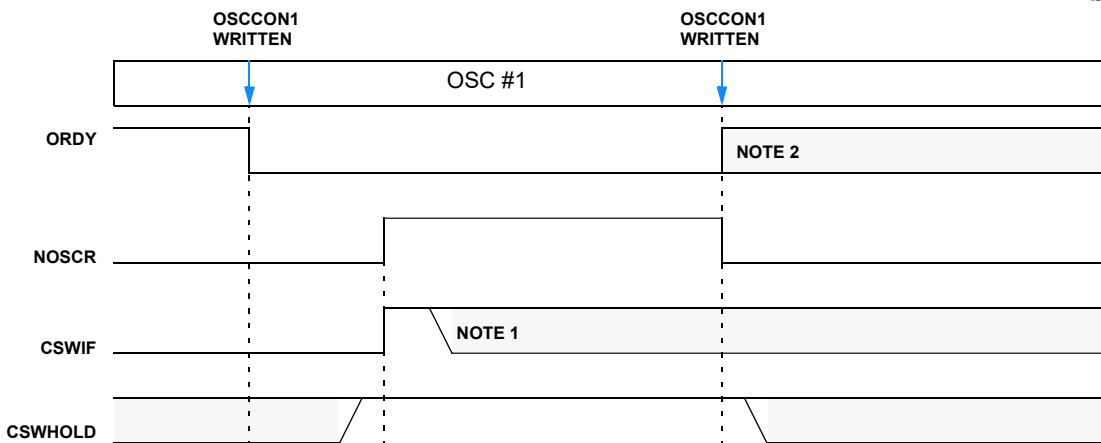 OSCCON1 OSCCON1
WRITTEN WRITTEN
OSC #1
ORDY
NOTE 2
NOSCR
CSWIF
NOTE 1
CSWHOLD